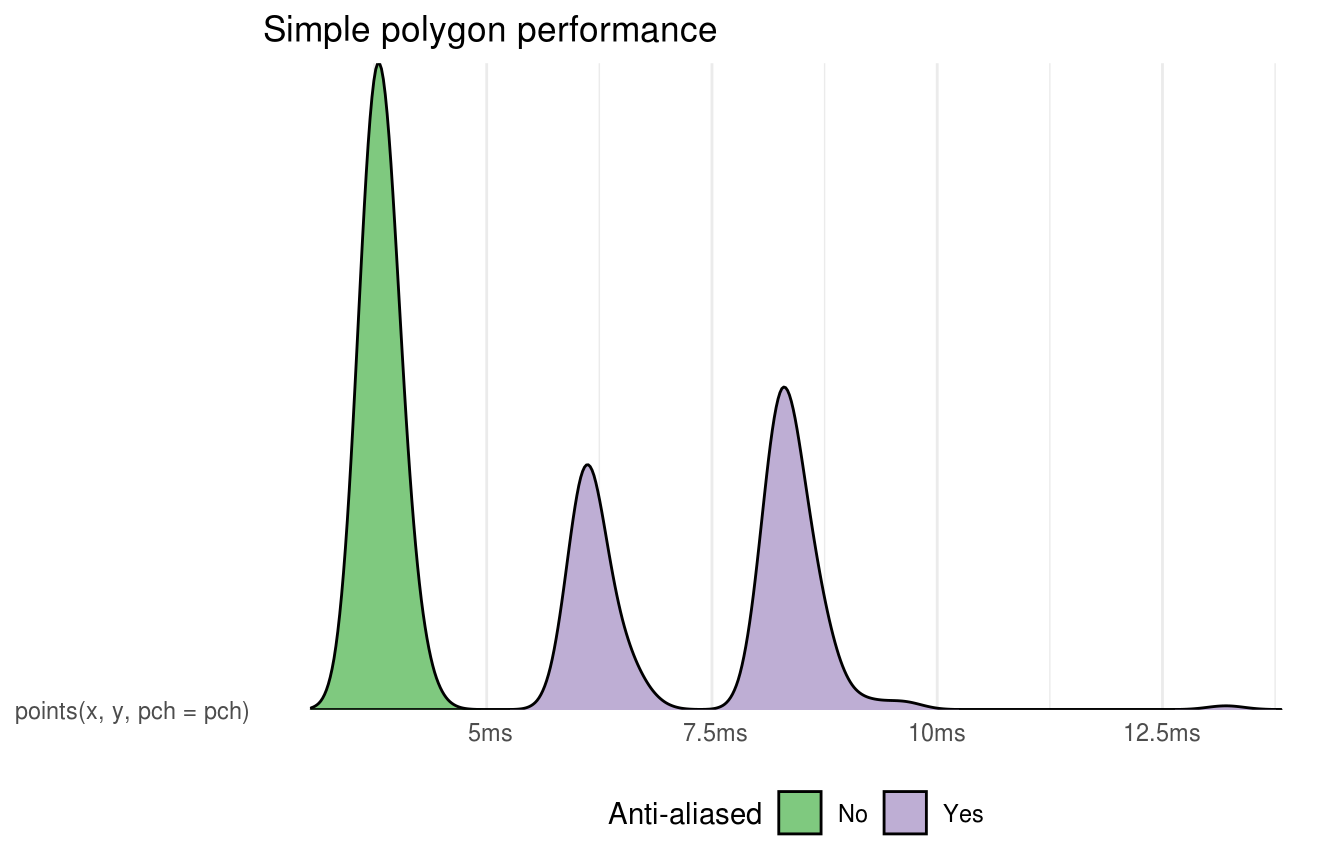 Simple polygon performance
points(x, y, pch = pch)
5ms 7.5ms 10ms 12.5ms
Anti-aliased No Yes